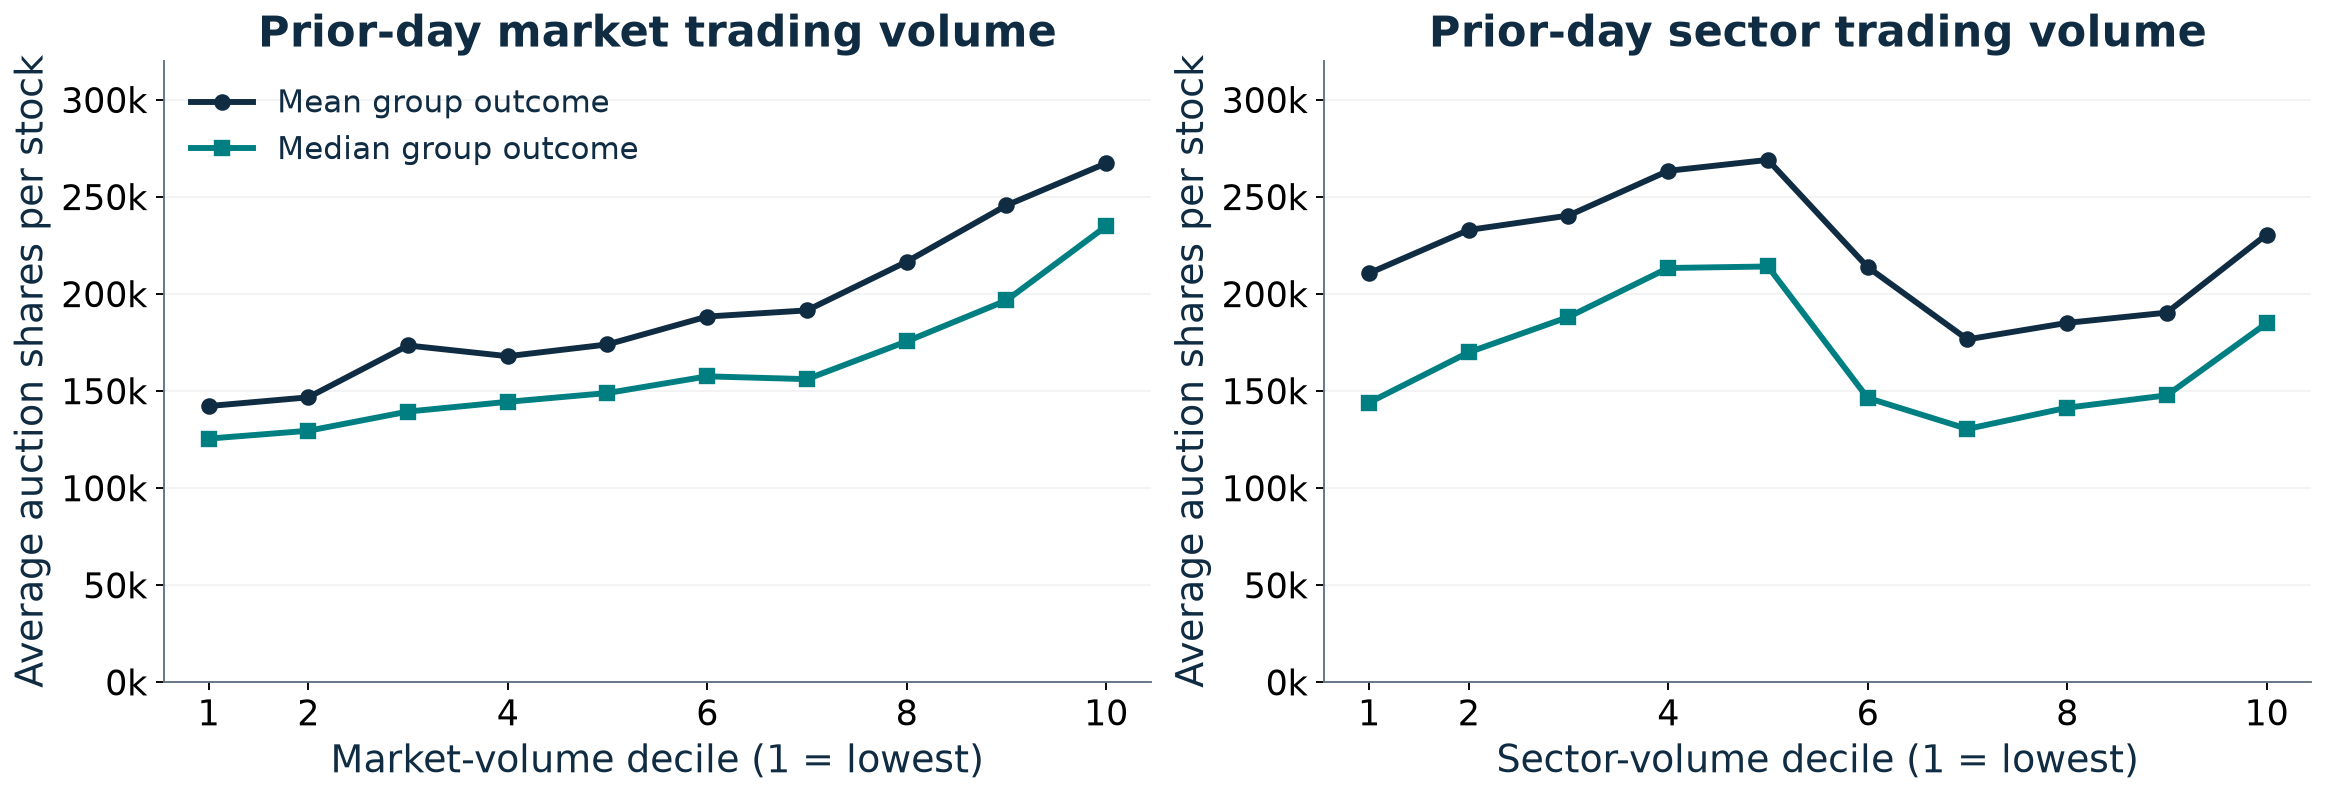 Prior-day market trading volume
Average auction shares per stock
300k
250k
200k
150k
100k
50k
0k
Mean group outcome
Median group outcome
1 2 4 6 8 10
Market-volume decile (1 = lowest)
Prior-day sector trading volume
Average auction shares per stock
300k
250k
200k
150k
100k
50k
0k
1 2 4 6 8 10
Sector-volume decile (1 = lowest)